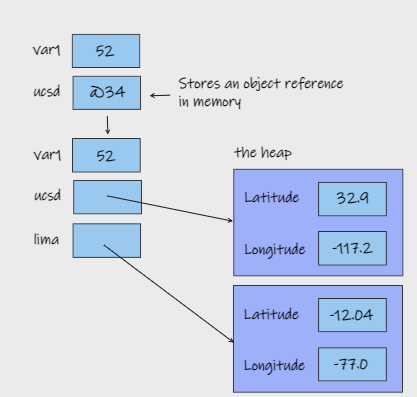 var1 52
ucsd @34
Stores an object reference
in memory
var1 52
the heap
ucsd
lima
Latitude 32.9
Longitude -117.2
Latitude -12.04
Longitude -77.0